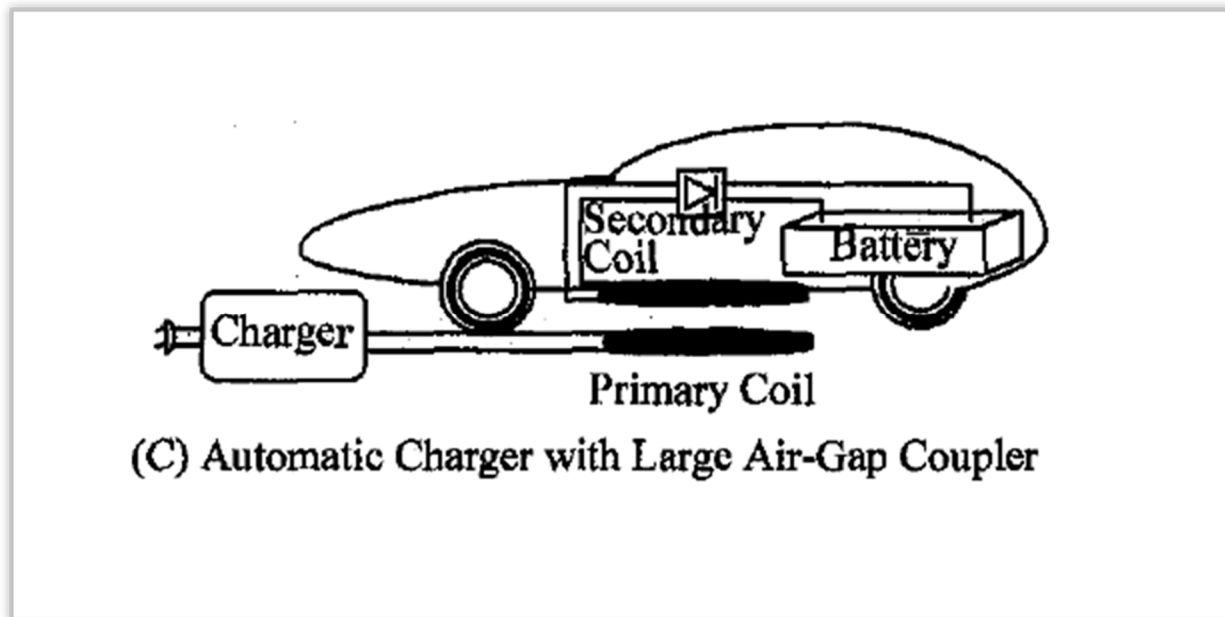 Secondary
Coil
Battery
Charger
Primary Coil
(C) Automatic Charger with Large Air-Gap Coupler